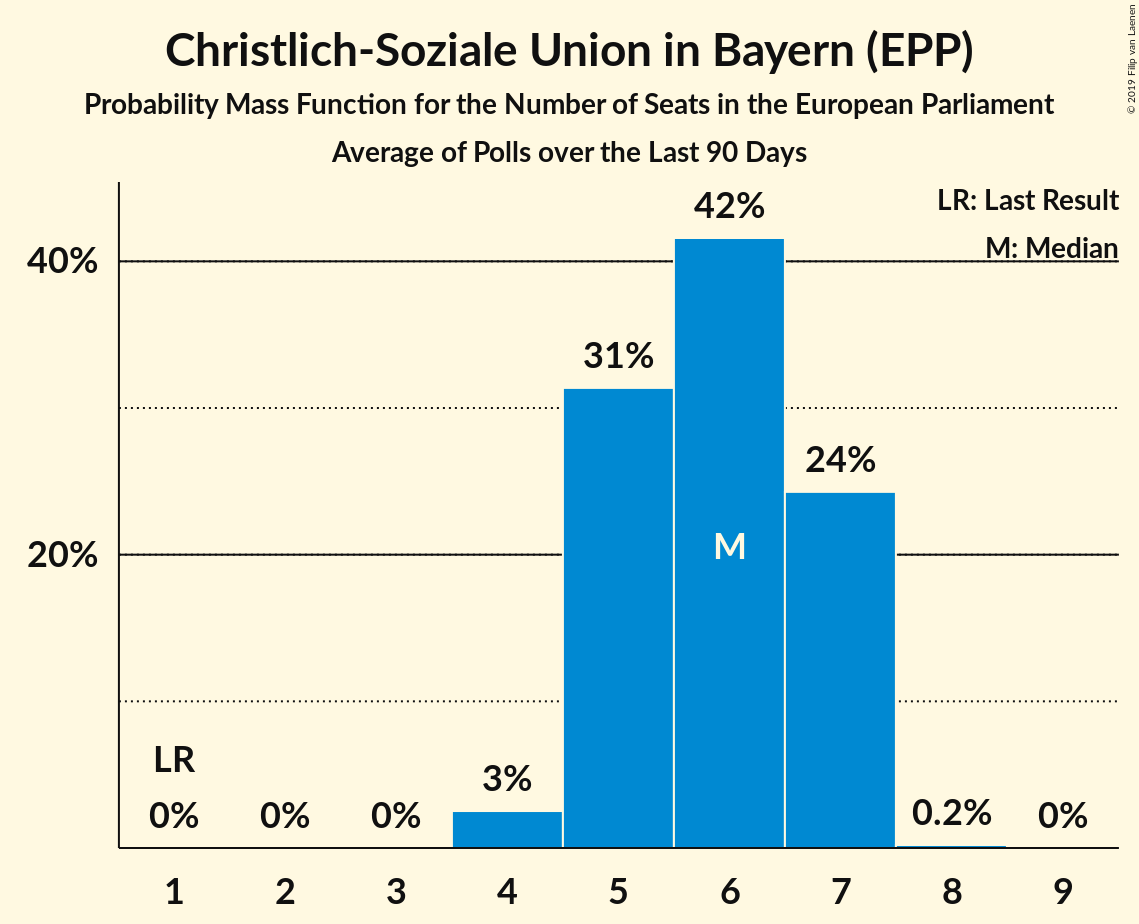 Christlich-Soziale Union in Bayern (EPP)
Probability Mass Function for the Number of Seats in the European Parliament
Average of Polls over the Last 90 Days
© 2019 Filip van Laenen
LR: Last Result
M: Median
42%
40%
31%
24%
M
20%
LR
3%
0%
0%
0%
0.2%
0%
1
2
3
4
5
6
7
8
9